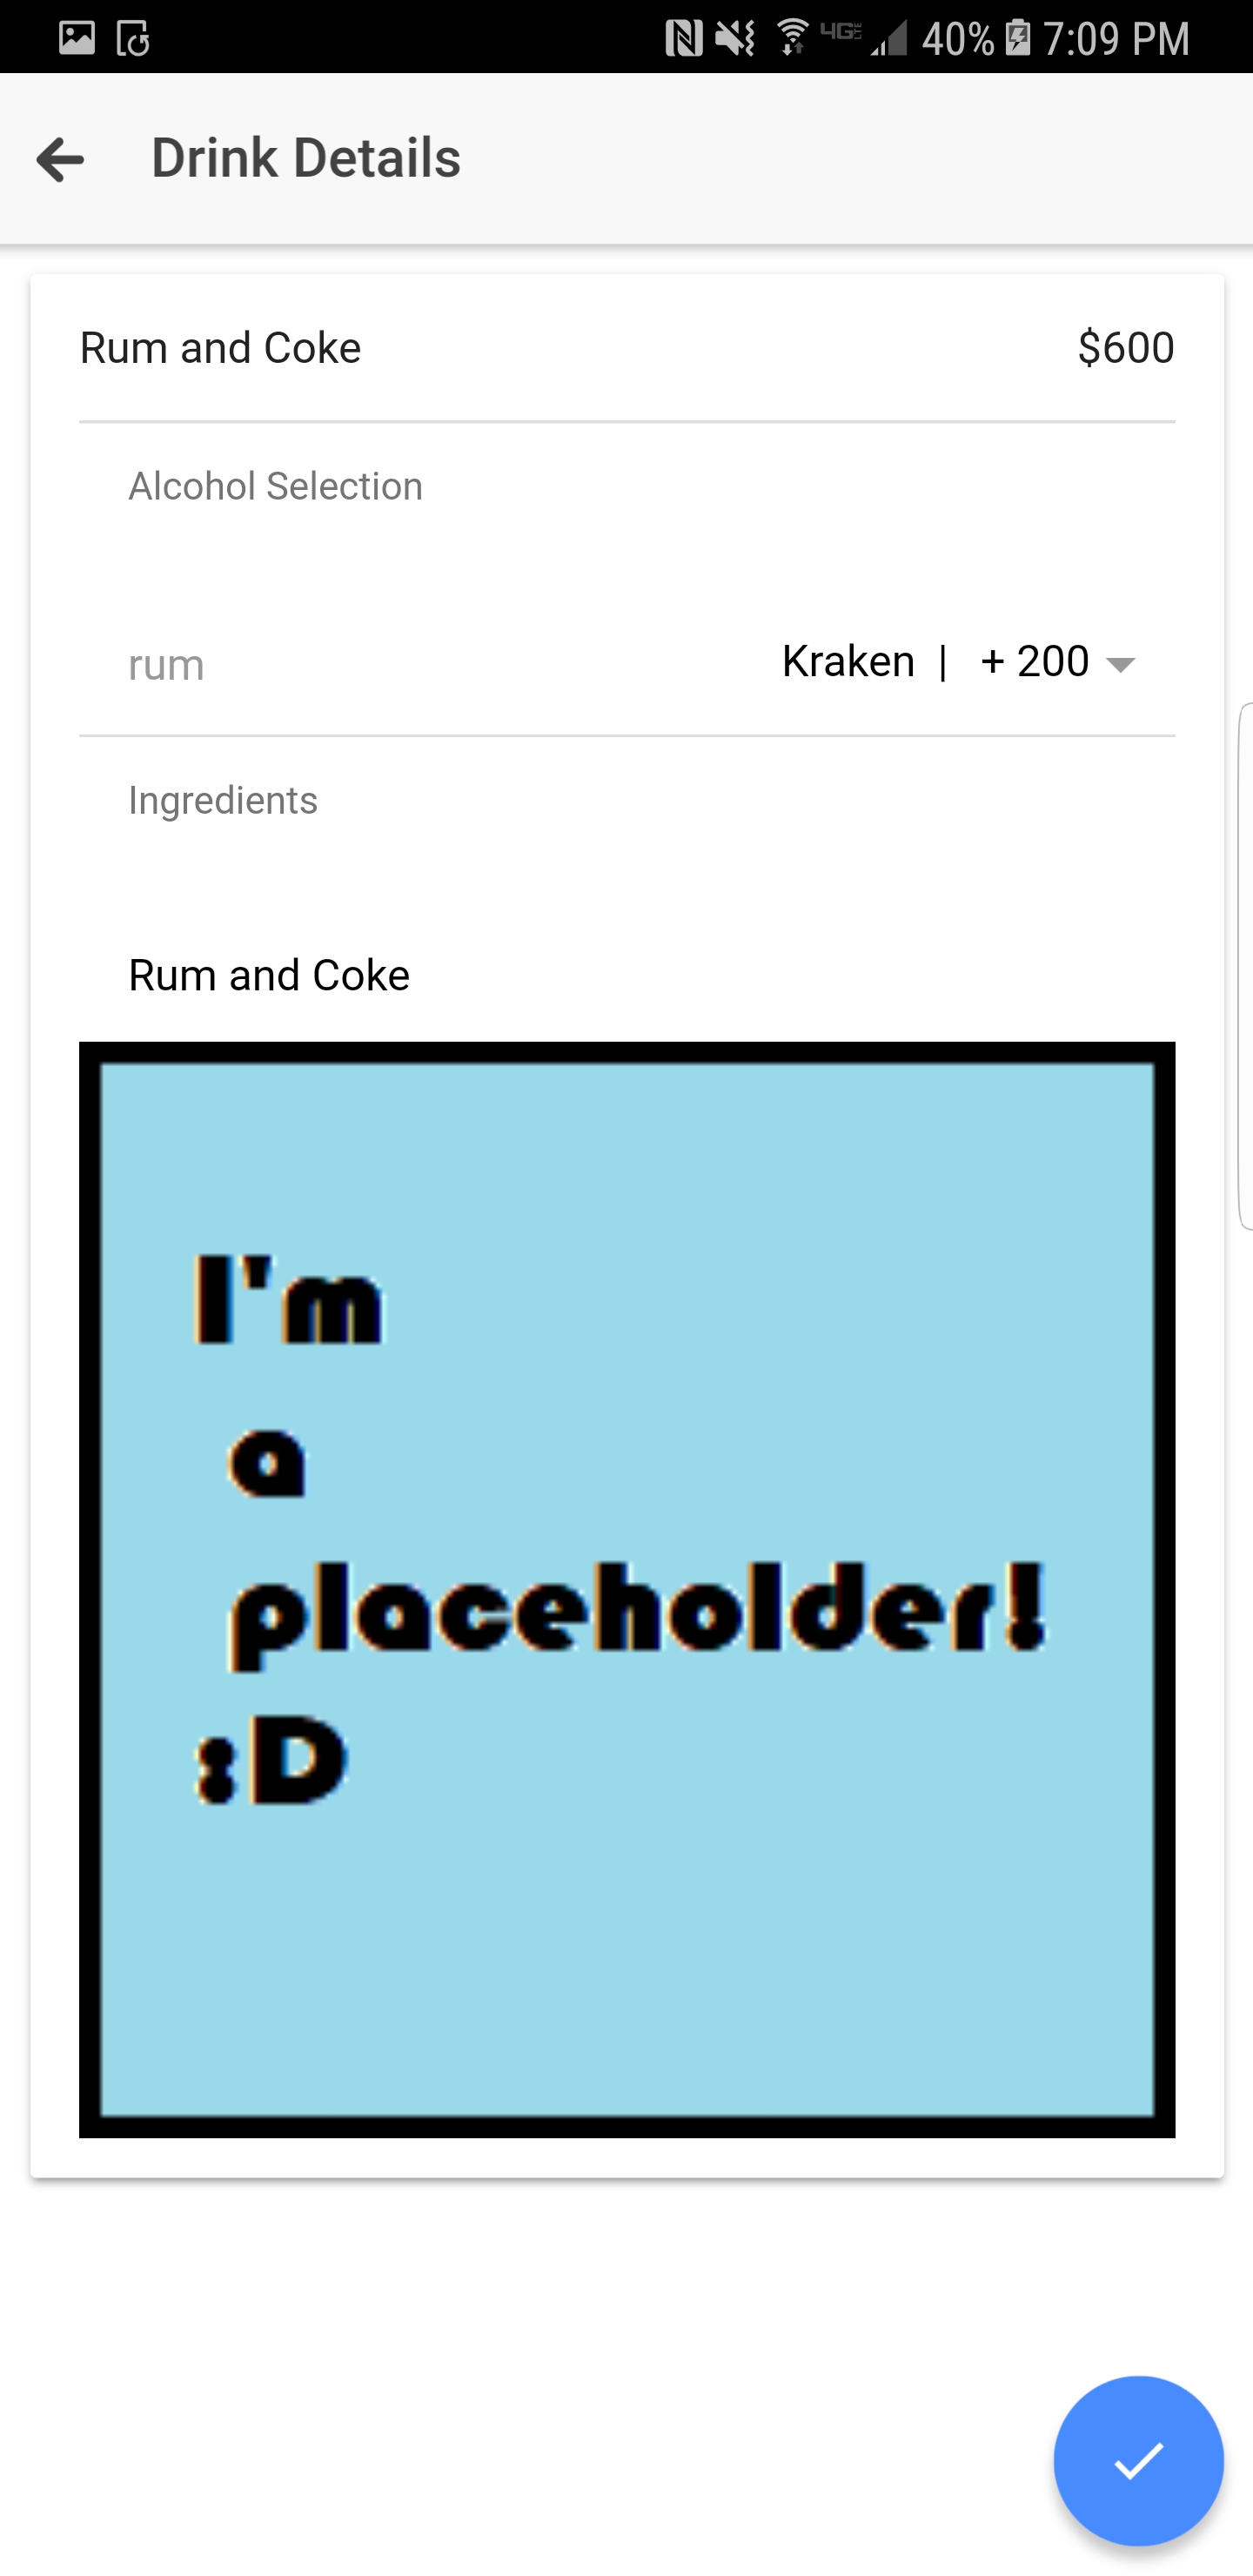 4GE 40% 7:09 PM
Drink Details
Rum and Coke $600
Alcohol Selection
rum Kraken | + 200
Ingredients
Rum and Coke
I'm
a
placeholder!
:D